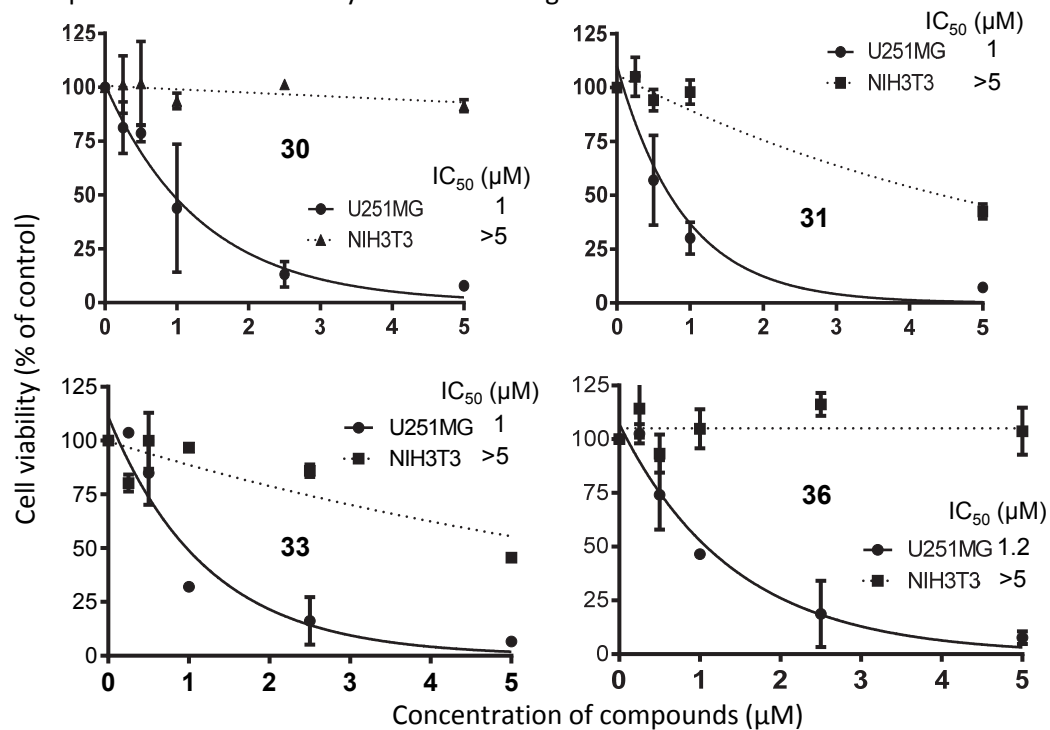 Cell viability (% of control)
125
100
75
50
25
0
0 1 2 3 4 5
30
IC50 (μM)
U251MG 1
NIH3T3 >5
125
100
75
50
25
0
0 1 2 3 4 5
31
IC50 (μM)
U251MG 1
NIH3T3 >5
125
100
75
50
25
0
0 1 2 3 4 5
33
IC50 (μM)
U251MG 1
NIH3T3 >5
125
100
75
50
25
0
0 1 2 3 4 5
36
IC50 (μM)
U251MG 1.2
NIH3T3 >5
Concentration of compounds (μM)